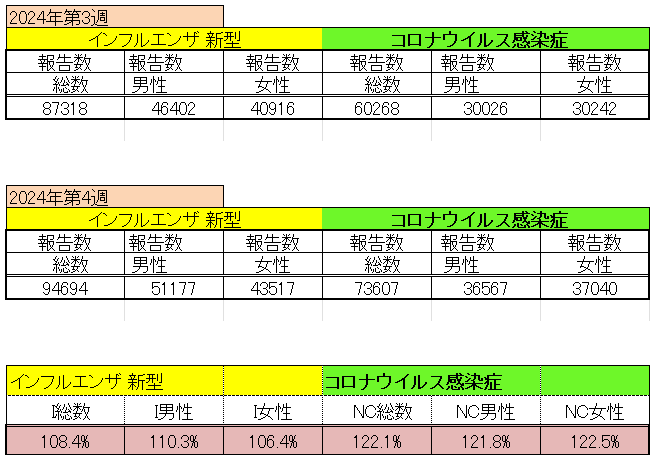 2024年第3週
インフルエンザ 新型 コロナウイルス感染症
報告数 報告数 報告数 報告数 報告数 報告数
総数 男性 女性 総数 男性 女性
87318 46402 40916 60268 30026 30242
2024年第4週
インフルエンザ 新型 コロナウイルス感染症
報告数 報告数 報告数 報告数 報告数 報告数
総数 男性 女性 総数 男性 女性
94694 51177 43517 73607 36567 37040
インフルエンザ 新型 コロナウイルス感染症
I総数 I男性 I女性 NC総数 NC男性 NC女性
108.4% 110.3% 106.4% 122.1% 121.8% 122.5%